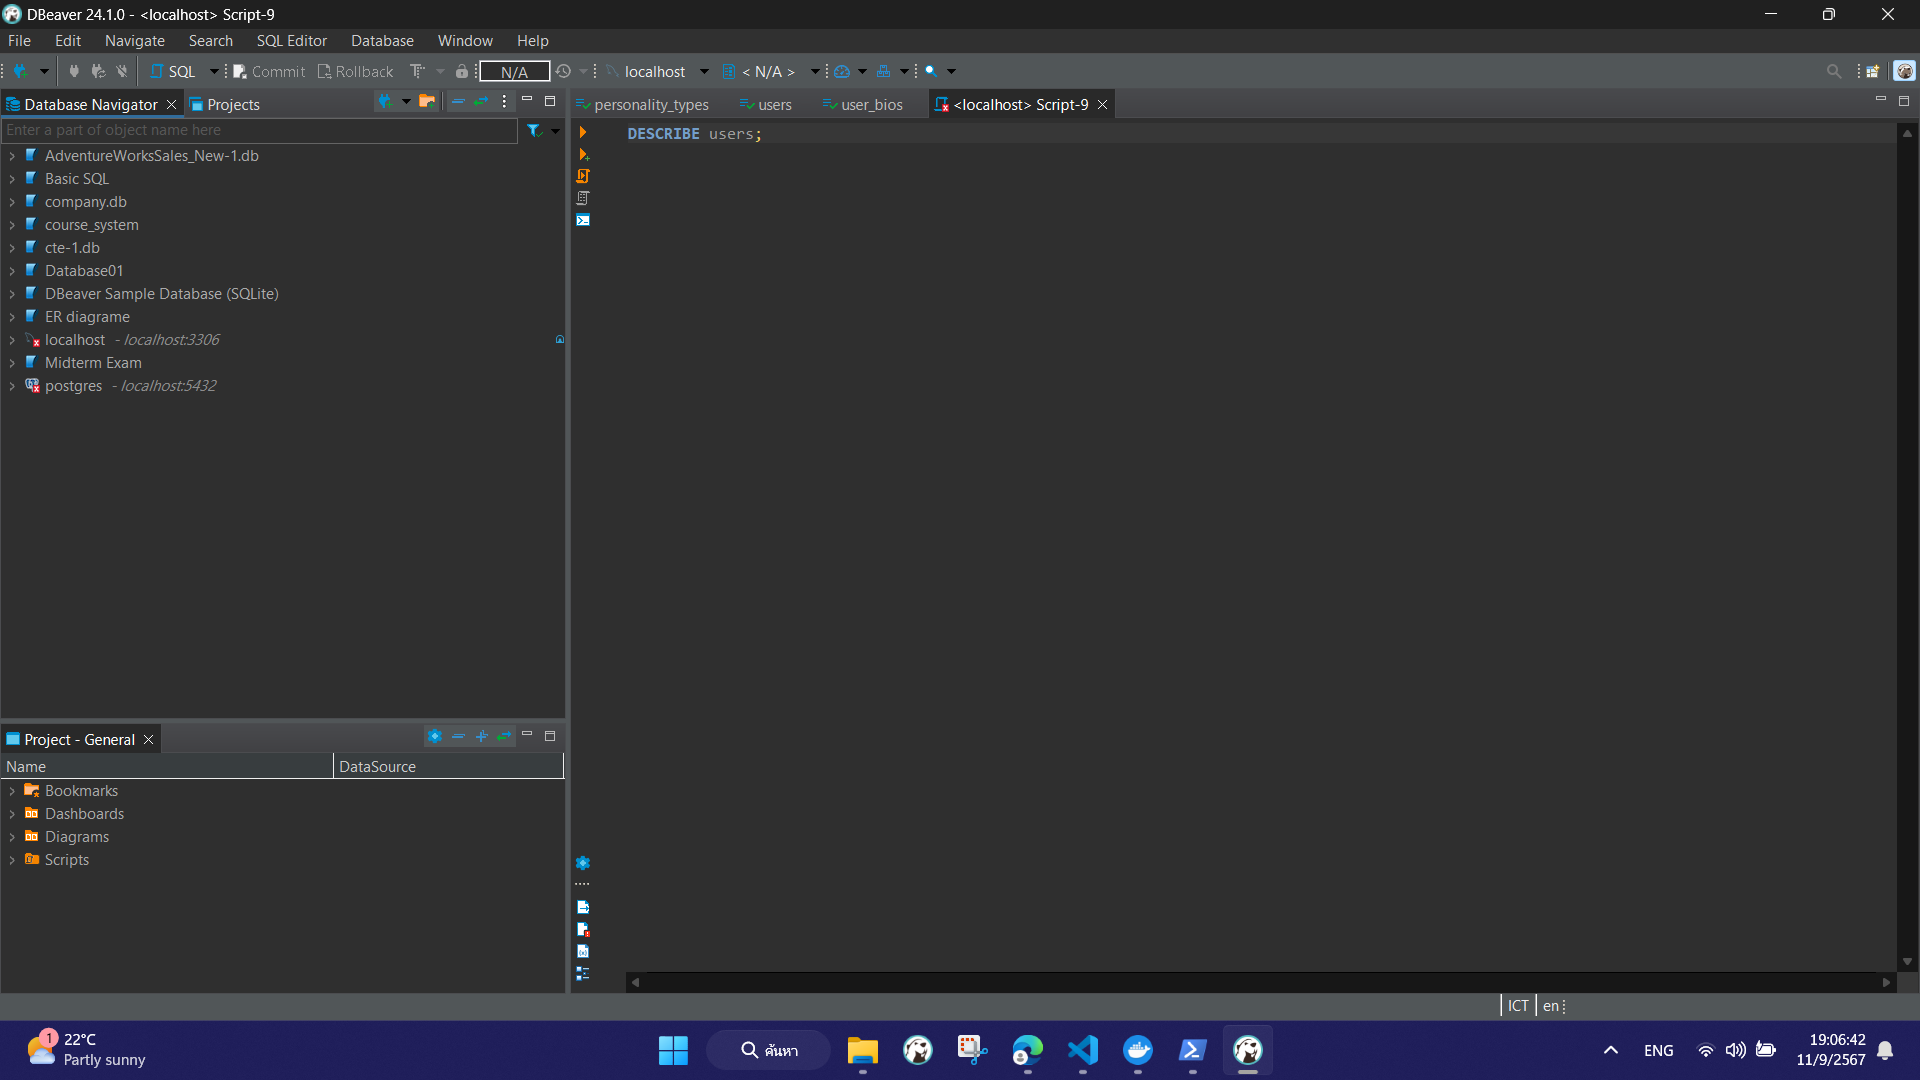 DBeaver 24.1.0 - <localhost> Script-9
File Edit Navigate Search SQL Editor Database Window Help
SQL Commit Rollback N/A localhost < N/A >
Database Navigator Projects
Enter a part of object name here
AdventureWorksSales_New-1.db
Basic SQL
company.db
course_system
cte-1.db
Database01
DBeaver Sample Database (SQLite)
ER diagrame
localhost - localhost:3306
Midterm Exam
postgres - localhost:5432
personality_types users user_bios <localhost> Script-9
DESCRIBE users;
Project - General
Name DataSource
Bookmarks
Dashboards
Diagrams
Scripts
ICT en
1 22°C
Partly sunny
ค้นหา
ENG
19:06:42
11/9/2567